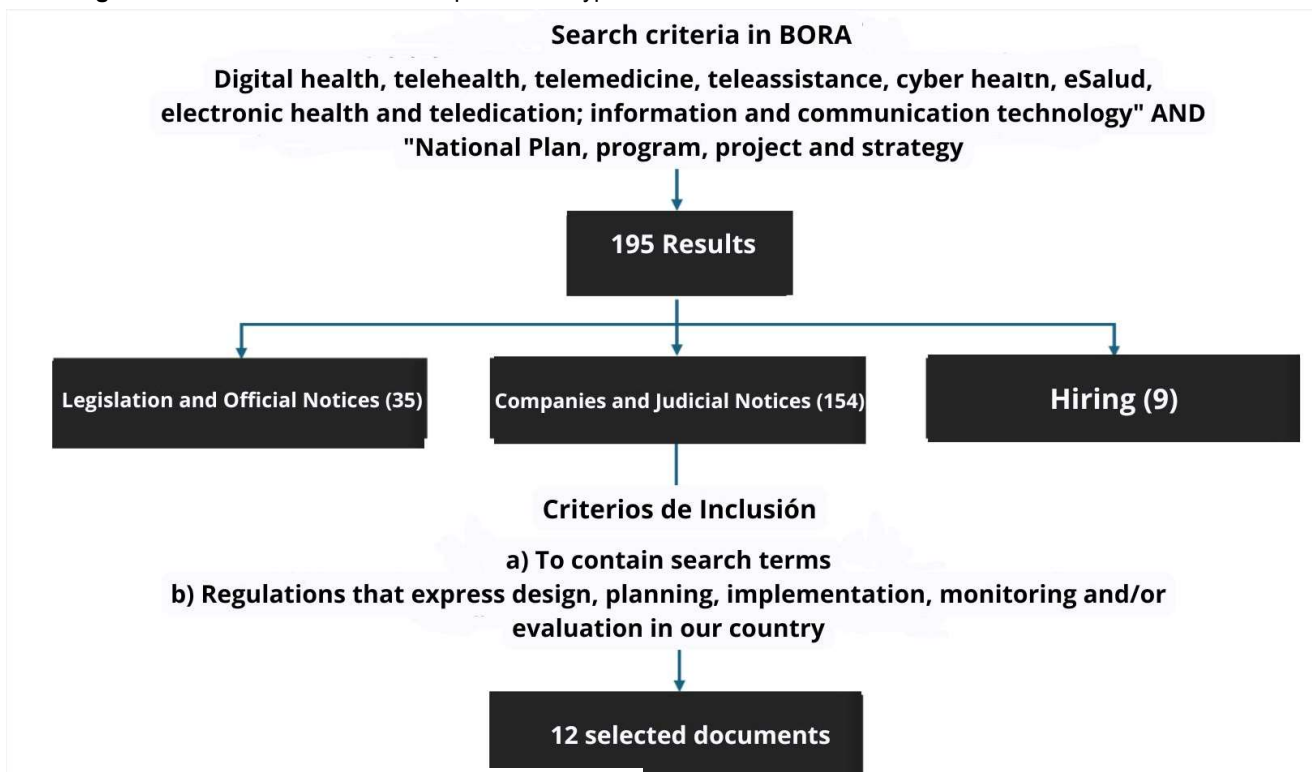 Search criteria in BORA
Digital health, telehealth, telemedicine, teleassistance, cyber health, eSalud,
electronic health and teledication; information and communication technology" AND
"National Plan, program, project and strategy
195 Results
Legislation and Official Notices (35)
Companies and Judicial Notices (154)
Hiring (9)
Criterios de Inclusión
a) To contain search terms
b) Regulations that express design, planning, implementation, monitoring and/or
evaluation in our country
12 selected documents